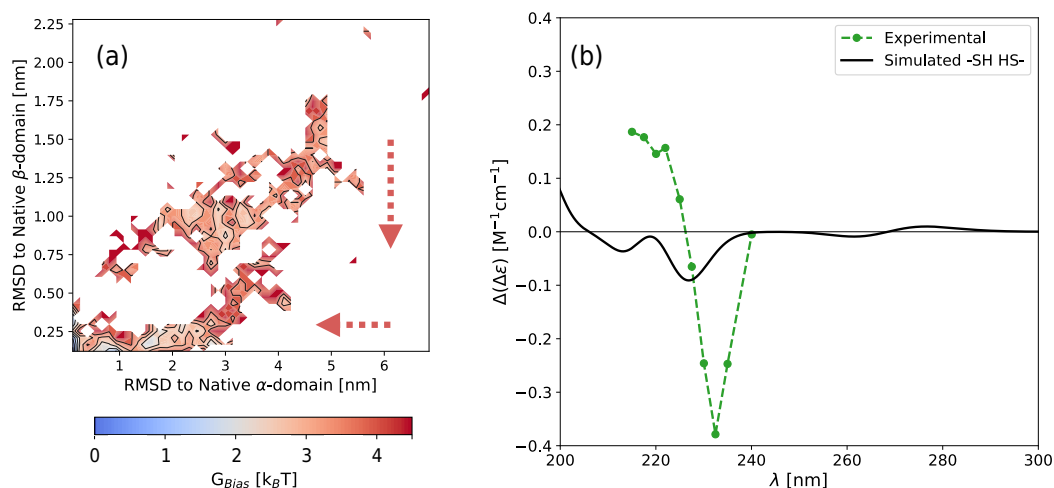 (a)
2.25
2.00
1.75
1.50
1.25
1.00
0.75
0.50
0.25
RMSD to Native β-domain [nm]
1 2 3 4 5 6
RMSD to Native α-domain [nm]
0 1 2 3 4
G_Bias [k_BT]
(b)
Experimental
Simulated -SH HS-
0.4
0.3
0.2
0.1
0.0
−0.1
−0.2
−0.3
−0.4
Δ(Δε) [M⁻¹cm⁻¹]
200 220 240 260 280 300
λ [nm]